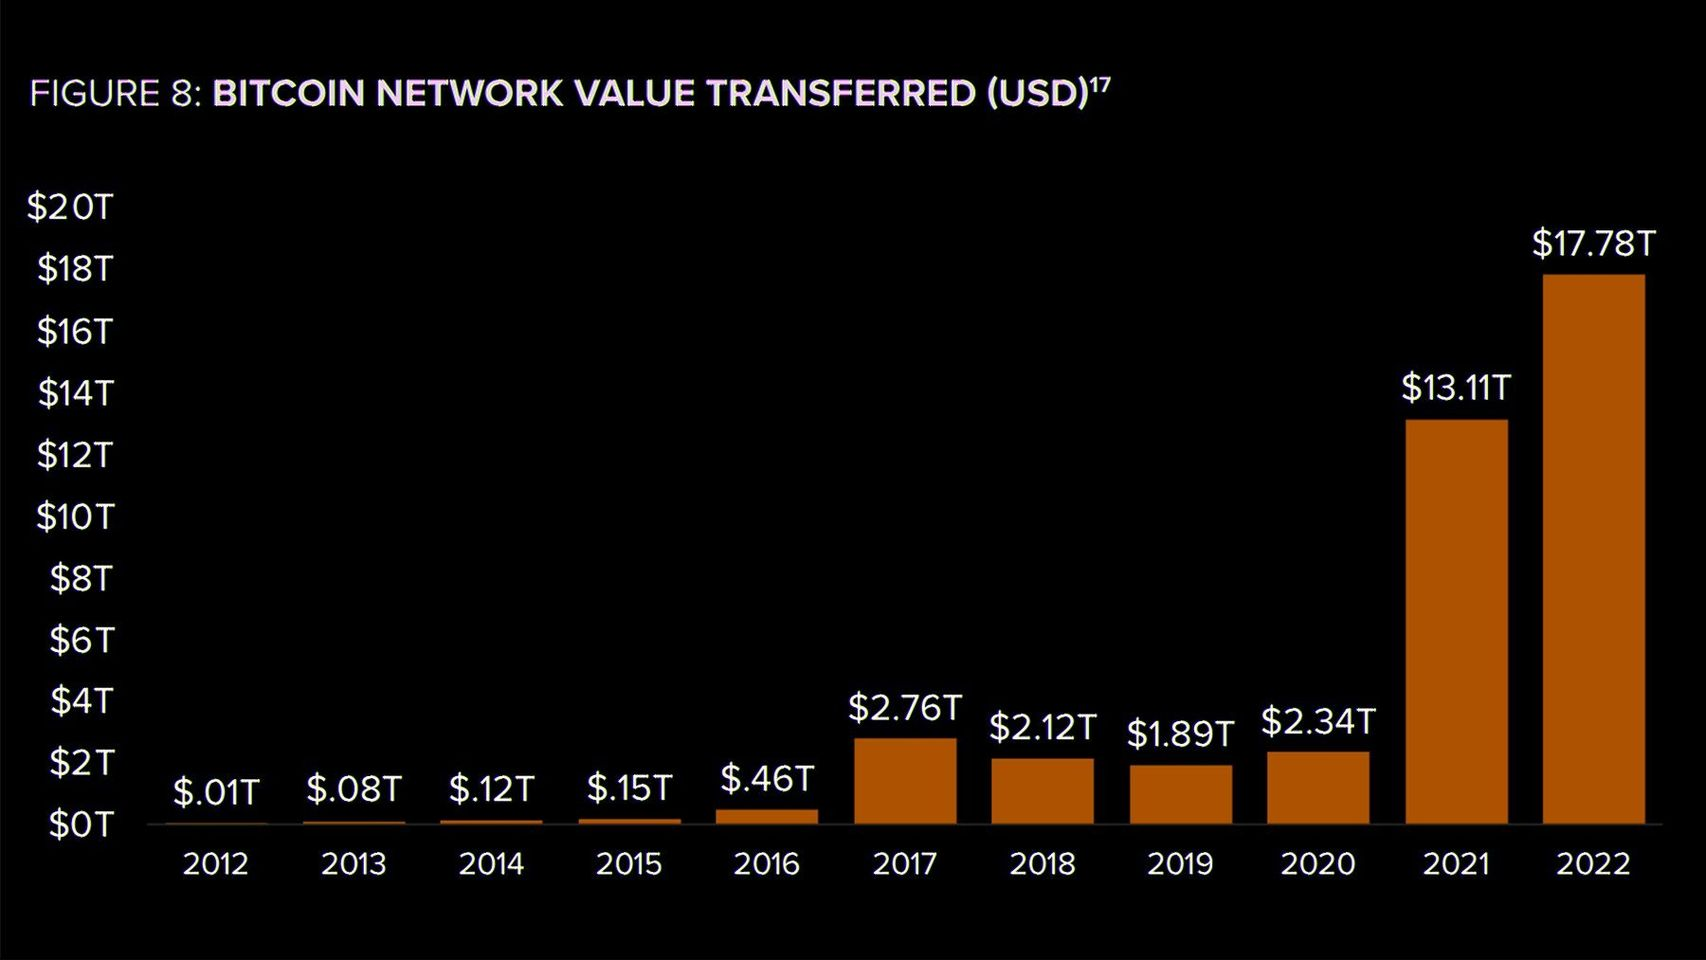 FIGURE 8: BITCOIN NETWORK VALUE TRANSFERRED (USD)17
$20T
$18T
$16T
$14T
$12T
$10T
$8T
$6T
$4T
$2T
$0T
$.01T
$.08T
$.12T
$.15T
$.46T
$2.76T
$2.12T
$1.89T
$2.34T
$13.11T
$17.78T
2012 2013 2014 2015 2016 2017 2018 2019 2020 2021 2022